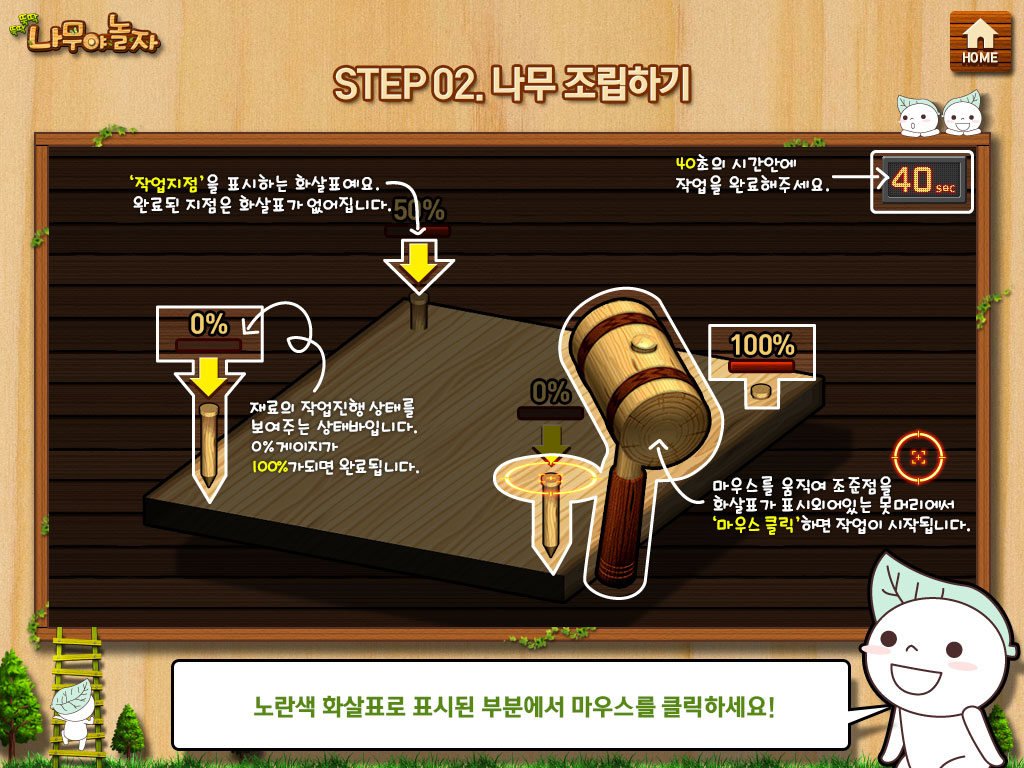 뚝딱뚝딱
나무야놀자
HOME
STEP 02. 나무 조립하기
'작업지점'을 표시하는 화살표예요.
완료된 지점은 화살표가 없어집니다.
50%
40초의 시간안에
작업을 완료해주세요.
40 sec
0%
100%
0%
재료의 작업진행 상태를
보여주는 상태바입니다.
0%게이지가
100%가되면 완료됩니다.
마우스를 움직여 조준점을
화살표가 표시되어있는 못머리에서
'마우스 클릭'하면 작업이 시작됩니다.
노란색 화살표로 표시된 부분에서 마우스를 클릭하세요!